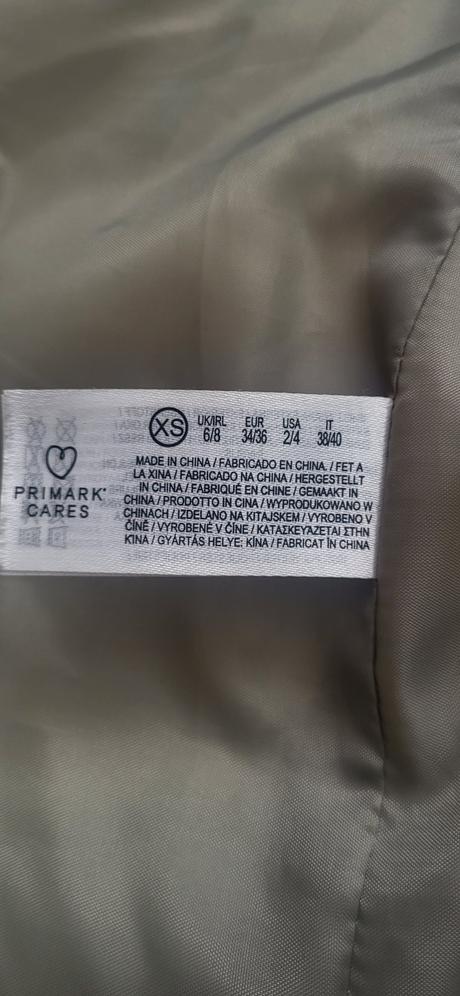 XS UK/IRL EUR USA IT
6/8 34/36 2/4 38/40
PRIMARK®
CARES
MADE IN CHINA / FABRICADO EN CHINA. / FET A
LA XINA / FABRICADO NA CHINA / HERGESTELLT
IN CHINA / FABRIQUÉ EN CHINE / GEMAAKT IN
CHINA / PRODOTTO IN CINA / WYPRODUKOWANO W
CHINACH / IZDELANO NA KITAJSKEM / VYROBENO V
ČÍNĚ / VYROBENÉ V ČÍNE / ΚΑΤΑΣΚΕΥΑΖΕΤΑΙ ΣΤΗΝ
ΚΙΝΑ / GYÁRTÁS HELYE: KÍNA / FABRICAT ÎN CHINA